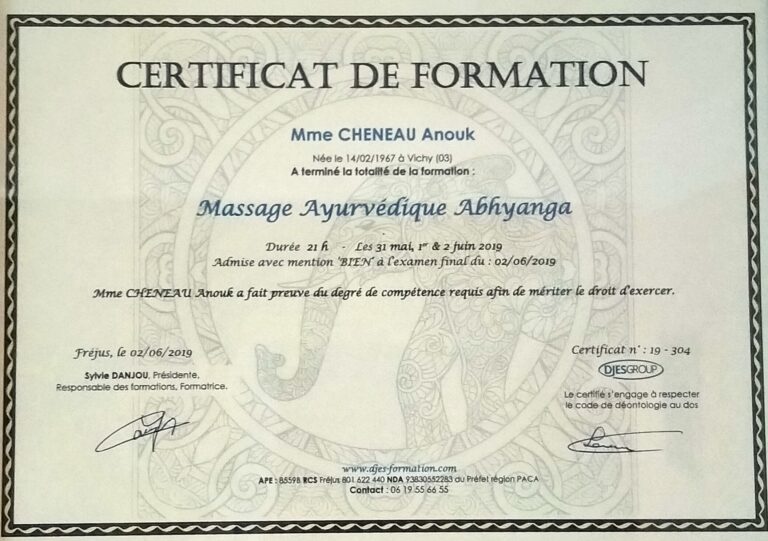 CERTIFICAT DE FORMATION
Mme CHENEAU Anouk
Née le 14/02/1967 à Vichy (03)
A terminé la totalité de la formation :
Massage Ayurvédique Abhyanga
Durée 21 h - Les 31 mai, 1er & 2 juin 2019
Admise avec mention 'BIEN' à l'examen final du : 02/06/2019
Mme CHENEAU Anouk a fait preuve du degré de compétence requis afin de mériter le droit d'exercer.
Fréjus, le 02/06/2019
Sylvie DANJOU, Présidente,
Responsable des formations, Formatrice.
Certificat n° : 19 - 304
DJESGROUP
Le certifié s'engage à respecter
le code de déontologie au dos
www.djes-formation.com
APE : 8559B RCS Fréjus 801 622 440 NDA 93830552283 du Préfet région PACA
Contact : 06 19 55 66 55